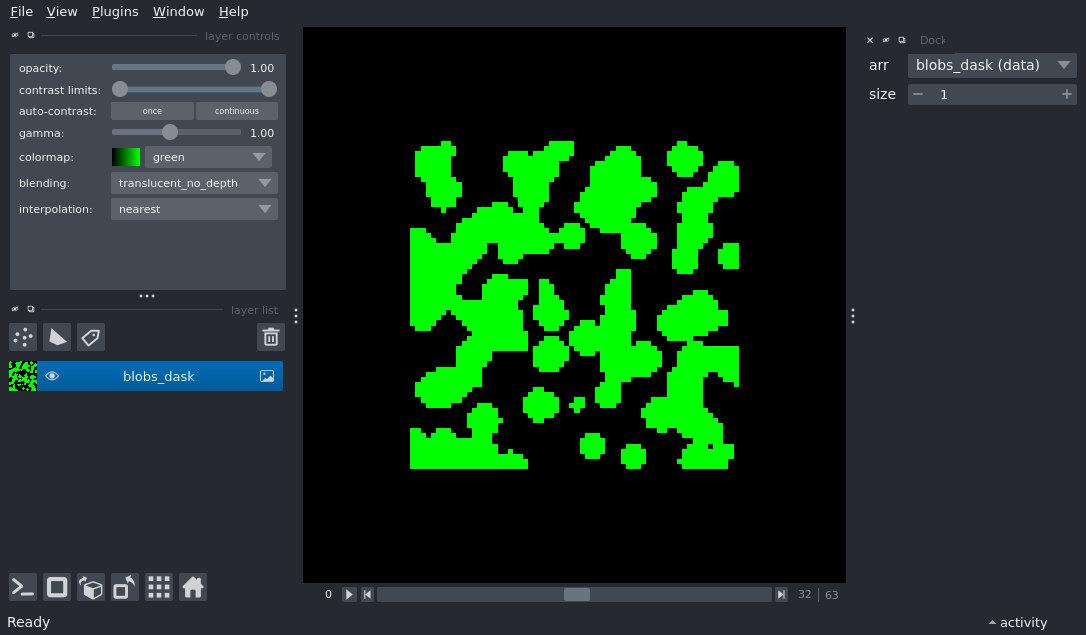 File View Plugins Window Help
layer controls
opacity: 1.00
contrast limits:
auto-contrast: once continuous
gamma: 1.00
colormap: green
blending: translucent_no_depth
interpolation: nearest
layer list
blobs_dask
0 32 63
Dock
arr blobs_dask (data)
size 1
Ready
activity